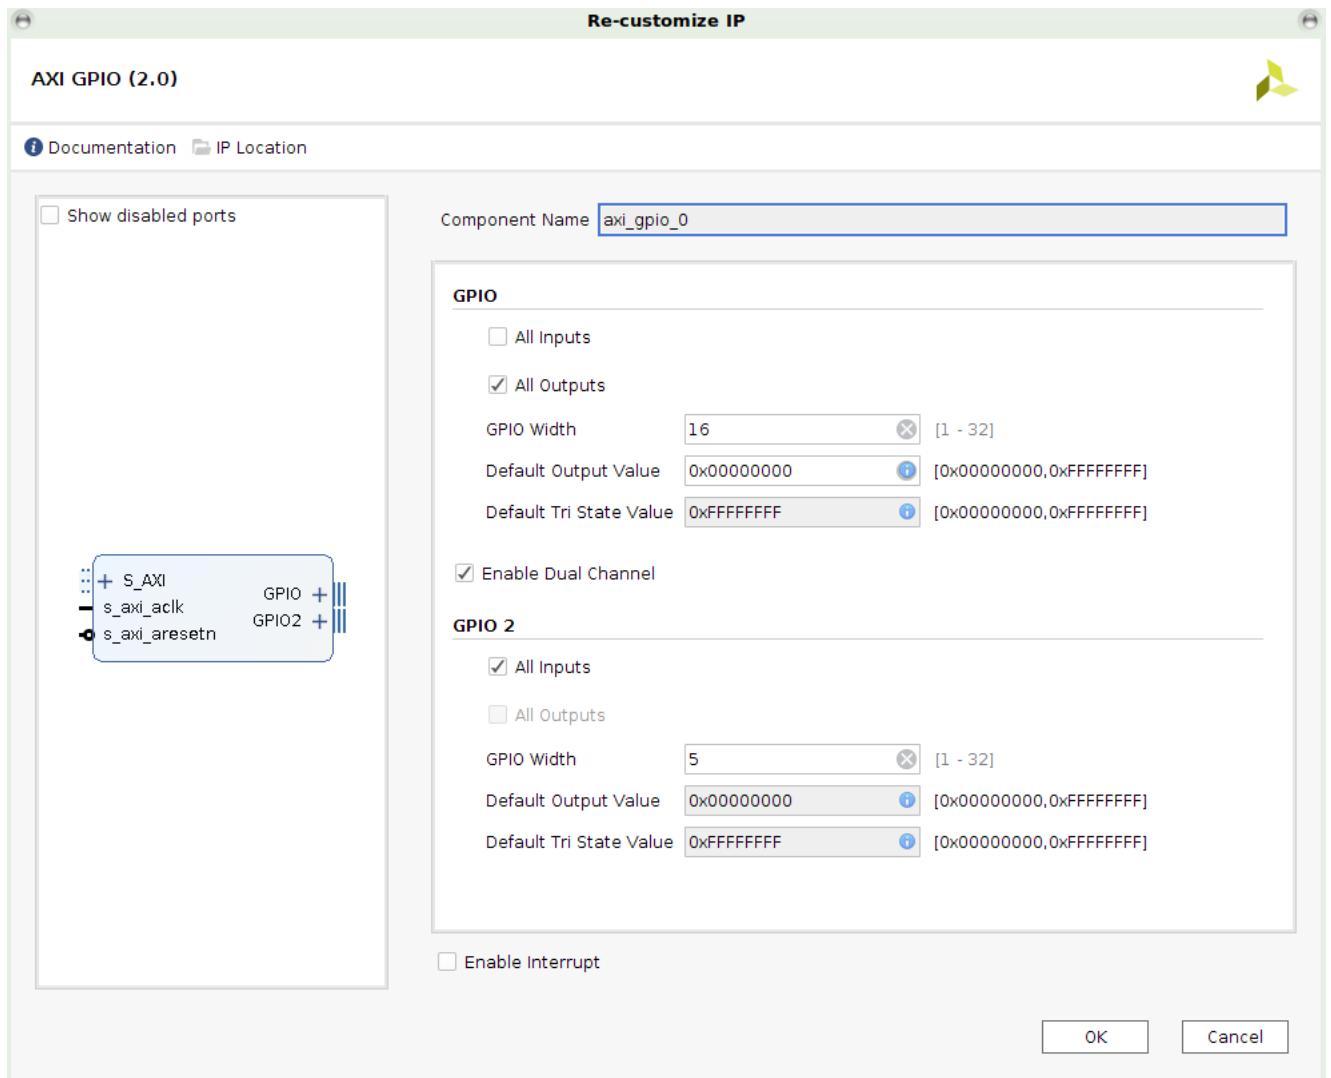 Re-customize IP
AXI GPIO (2.0)
Documentation IP Location
Show disabled ports
S_AXI
s_axi_aclk
s_axi_aresetn
GPIO
GPIO2
Component Name axi_gpio_0
GPIO
All Inputs
All Outputs
GPIO Width 16 [1 - 32]
Default Output Value 0x00000000 [0x00000000,0xFFFFFFFF]
Default Tri State Value 0xFFFFFFFF [0x00000000,0xFFFFFFFF]
Enable Dual Channel
GPIO 2
All Inputs
All Outputs
GPIO Width 5 [1 - 32]
Default Output Value 0x00000000 [0x00000000,0xFFFFFFFF]
Default Tri State Value 0xFFFFFFFF [0x00000000,0xFFFFFFFF]
Enable Interrupt
OK Cancel